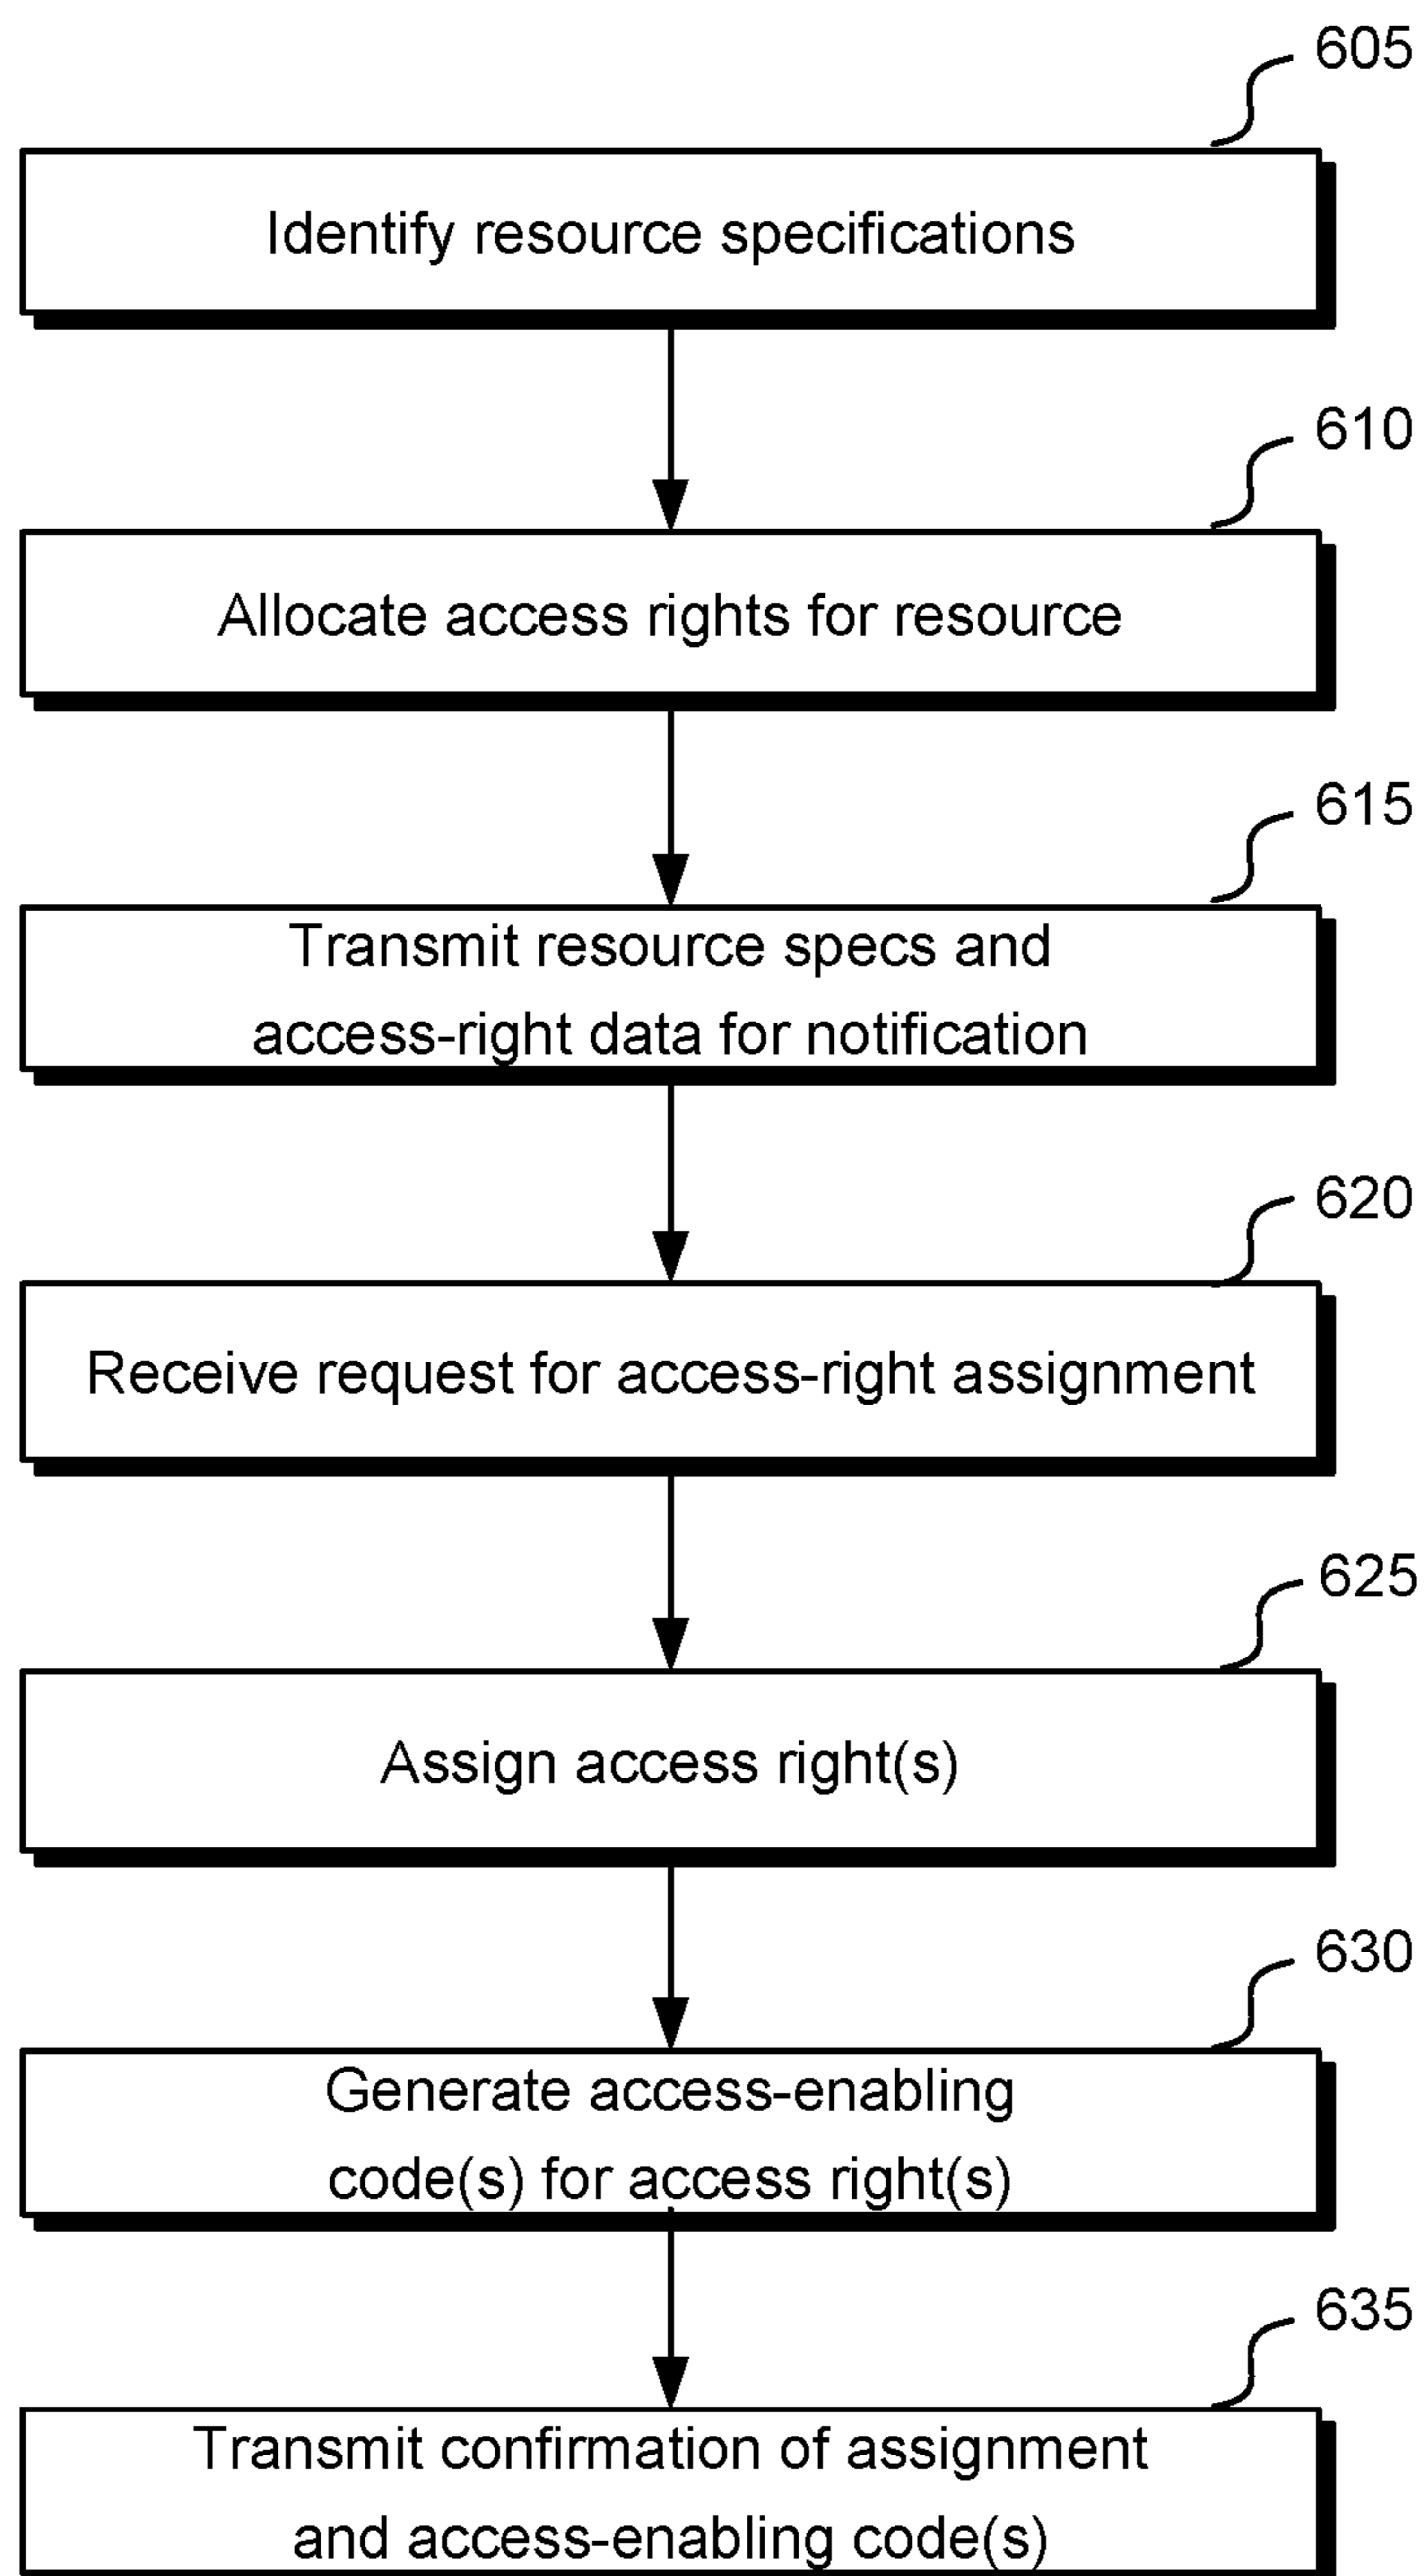 605
Identify resource specifications
610
Allocate access rights for resource
615
Transmit resource specs and
access-right data for notification
620
Receive request for access-right assignment
625
Assign access right(s)
630
Generate access-enabling
code(s) for access right(s)
635
Transmit confirmation of assignment
and access-enabling code(s)